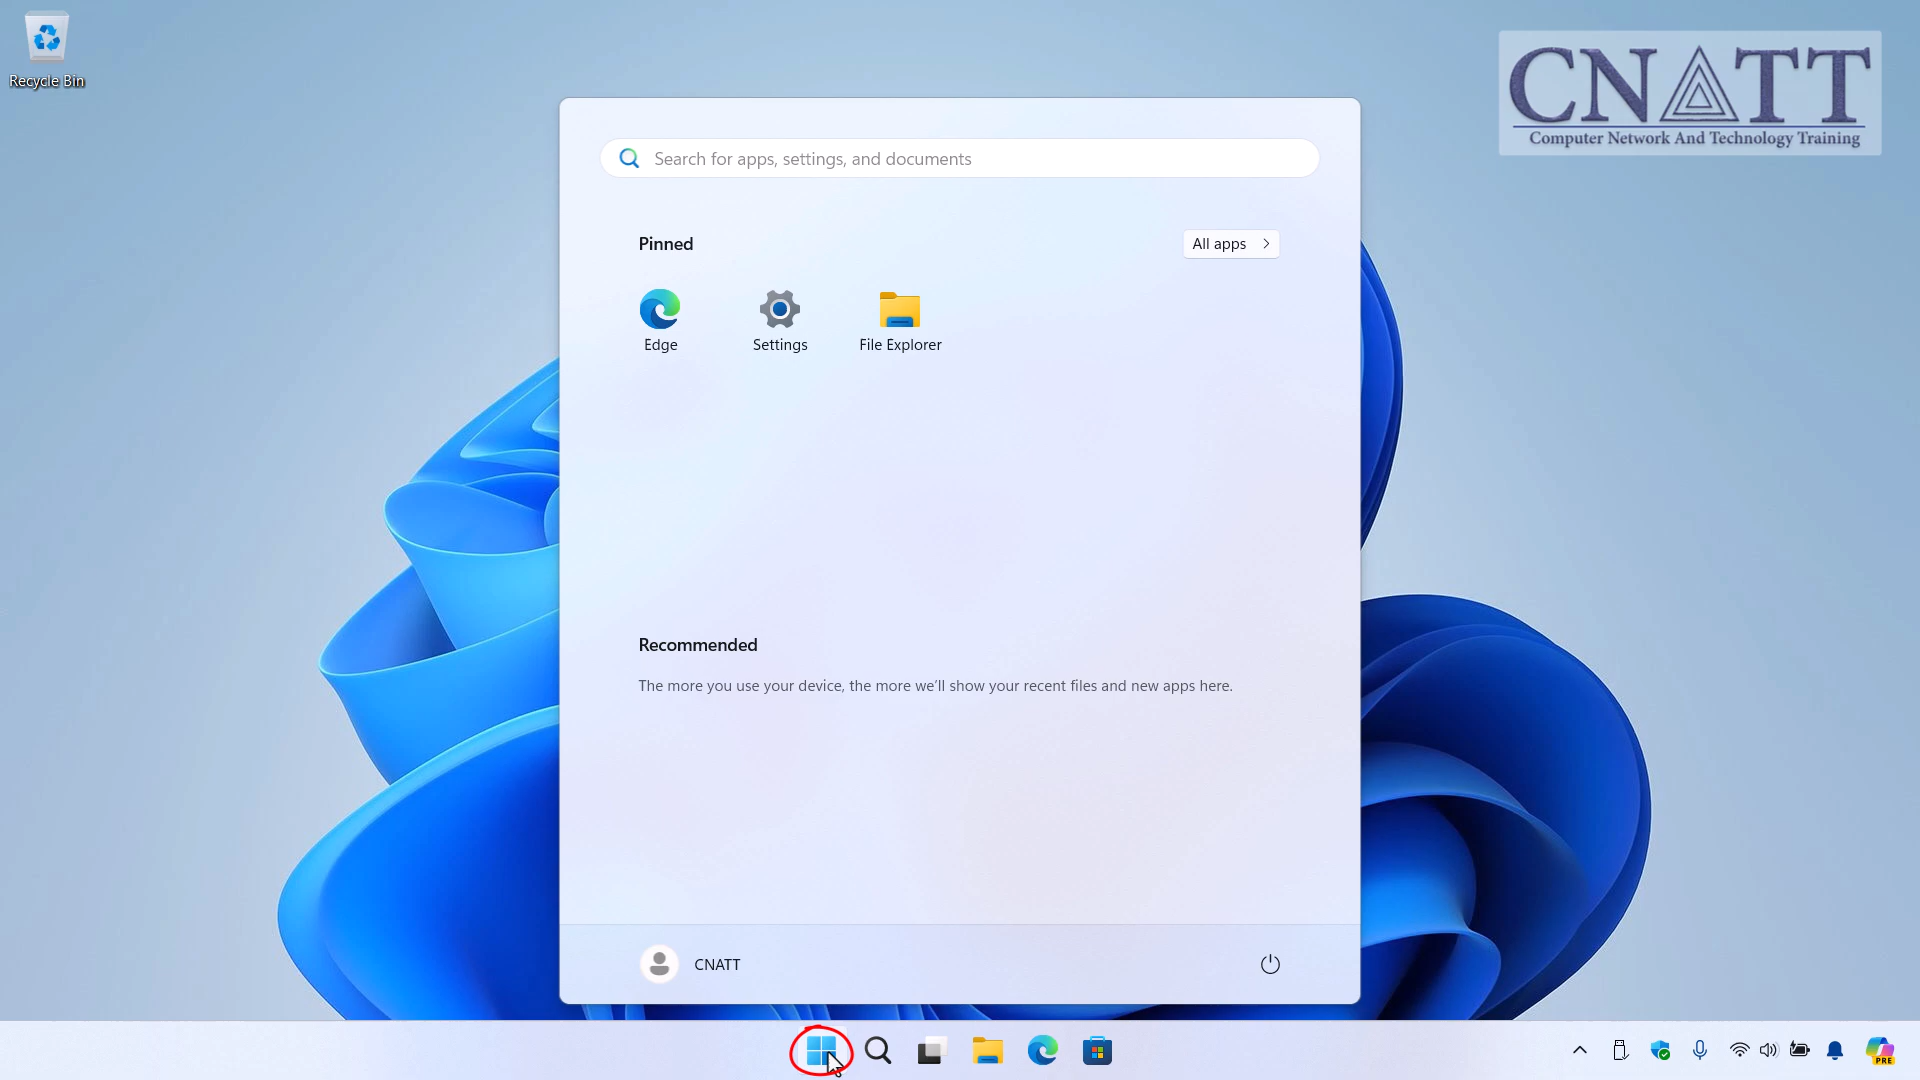 Recycle Bin
CNATT
Computer Network And Technology Training
Search for apps, settings, and documents
Pinned
All apps
Edge
Settings
File Explorer
Recommended
The more you use your device, the more we'll show your recent files and new apps here.
CNATT
PRE